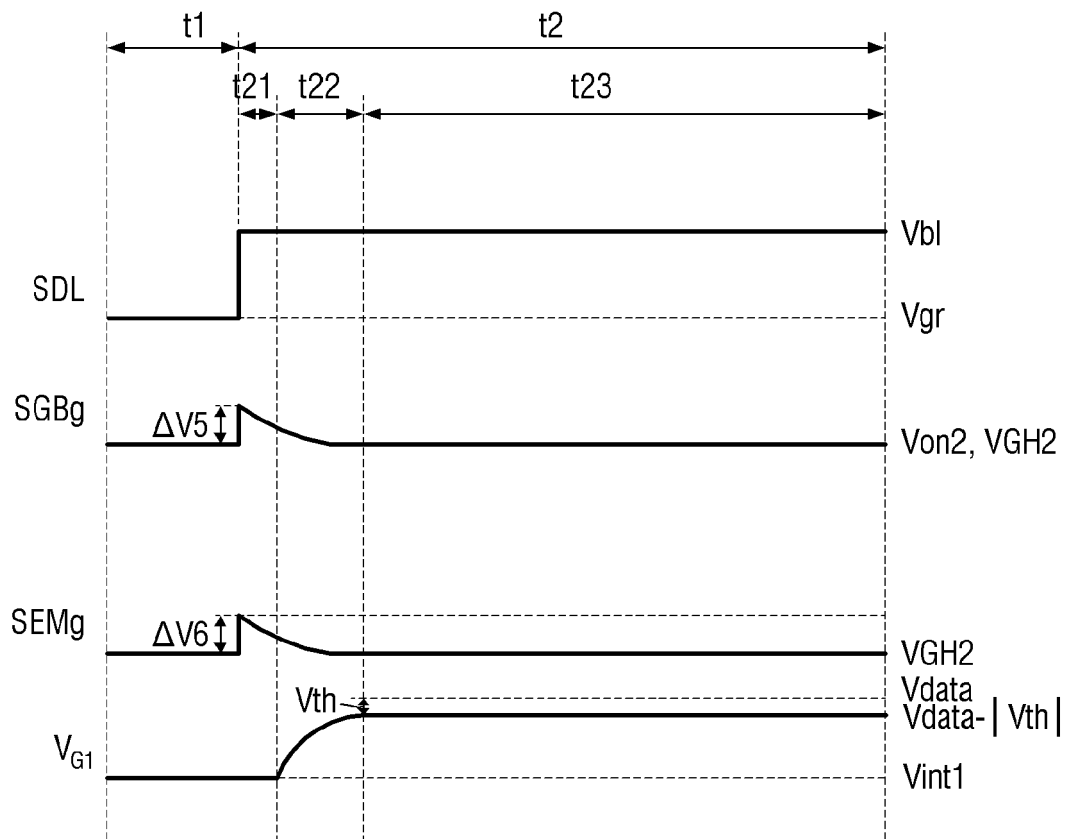 t1
t2
t21
t22
t23
SDL
Vbl
Vgr
SGBg
ΔV5
Von2, VGH2
SEMg
ΔV6
VGH2
Vth
Vdata
Vdata-|Vth|
VG1
Vint1